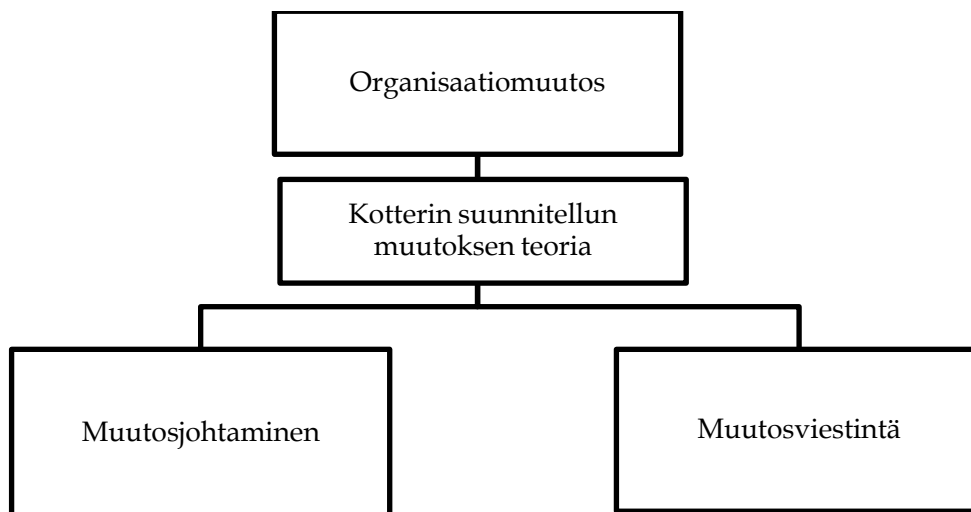 Organisaatiomuutos
Kotterin suunnitellun
muutoksen teoria
Muutosjohtaminen
Muutosviestintä